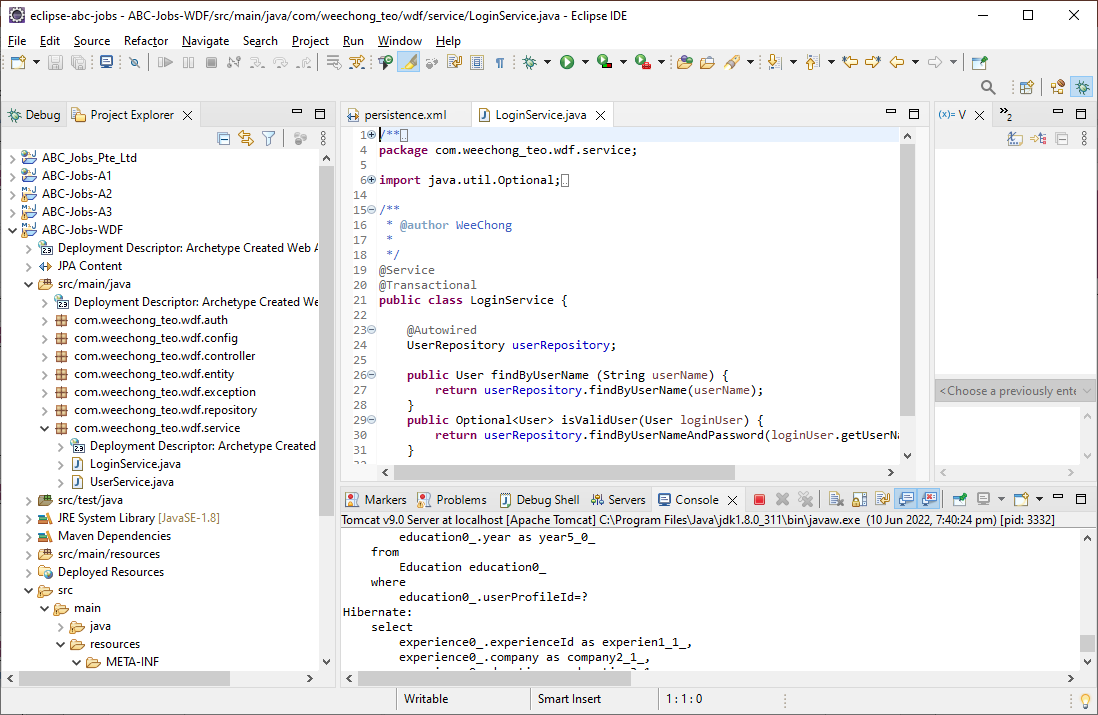 eclipse-abc-jobs - ABC-Jobs-WDF/src/main/java/com/weechong_teo/wdf/service/LoginService.java - Eclipse IDE
File Edit Source Refactor Navigate Search Project Run Window Help
Debug Project Explorer
ABC_Jobs_Pte_Ltd
ABC-Jobs-A1
ABC-Jobs-A2
ABC-Jobs-A3
ABC-Jobs-WDF
Deployment Descriptor: Archetype Created Web A
JPA Content
src/main/java
Deployment Descriptor: Archetype Created We
com.weechong_teo.wdf.auth
com.weechong_teo.wdf.config
com.weechong_teo.wdf.controller
com.weechong_teo.wdf.entity
com.weechong_teo.wdf.exception
com.weechong_teo.wdf.repository
com.weechong_teo.wdf.service
Deployment Descriptor: Archetype Created
LoginService.java
UserService.java
src/test/java
JRE System Library [JavaSE-1.8]
Maven Dependencies
src/main/resources
Deployed Resources
src
main
java
resources
META-INF
persistence.xml LoginService.java
1 /**
4 package com.weechong_teo.wdf.service;
5
6 import java.util.Optional;
14
15 /**
16 * @author WeeChong
17 *
18 */
19 @Service
20 @Transactional
21 public class LoginService {
22
23 @Autowired
24 UserRepository userRepository;
25
26 public User findByUserName (String userName) {
27 return userRepository.findByUserName(userName);
28 }
29 public Optional<User> isValidUser(User loginUser) {
30 return userRepository.findByUserNameAndPassword(loginUser.getUserNa
31 }
(x)= V
2
<Choose a previously ente
Markers Problems Debug Shell Servers Console
Tomcat v9.0 Server at localhost [Apache Tomcat] C:\Program Files\Java\jdk1.8.0_311\bin\javaw.exe (10 Jun 2022, 7:40:24 pm) [pid: 3332]
education0_.year as year5_0_
from
Education education0_
where
education0_.userProfileId=?
Hibernate:
select
experience0_.experienceId as experien1_1_,
experience0_.company as company2_1_,
Writable Smart Insert 1 : 1 : 0